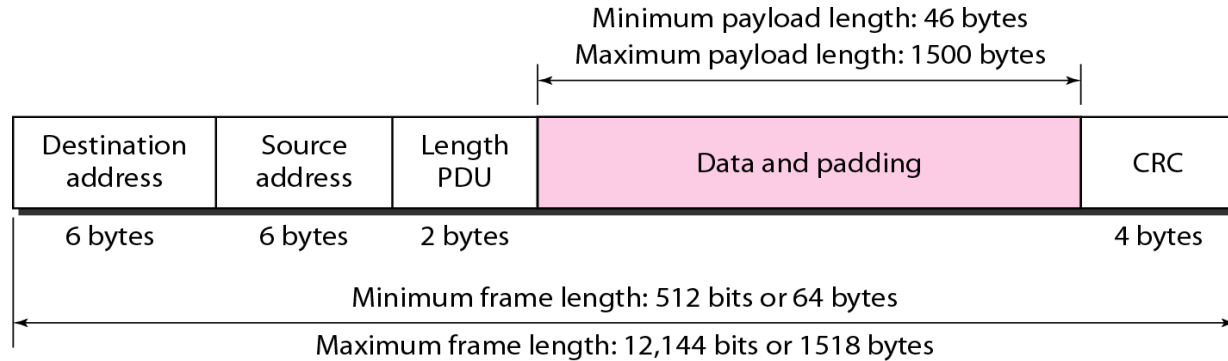 Minimum payload length: 46 bytes
Maximum payload length: 1500 bytes
Destination address
Source address
Length PDU
Data and padding
CRC
6 bytes
6 bytes
2 bytes
4 bytes
Minimum frame length: 512 bits or 64 bytes
Maximum frame length: 12,144 bits or 1518 bytes